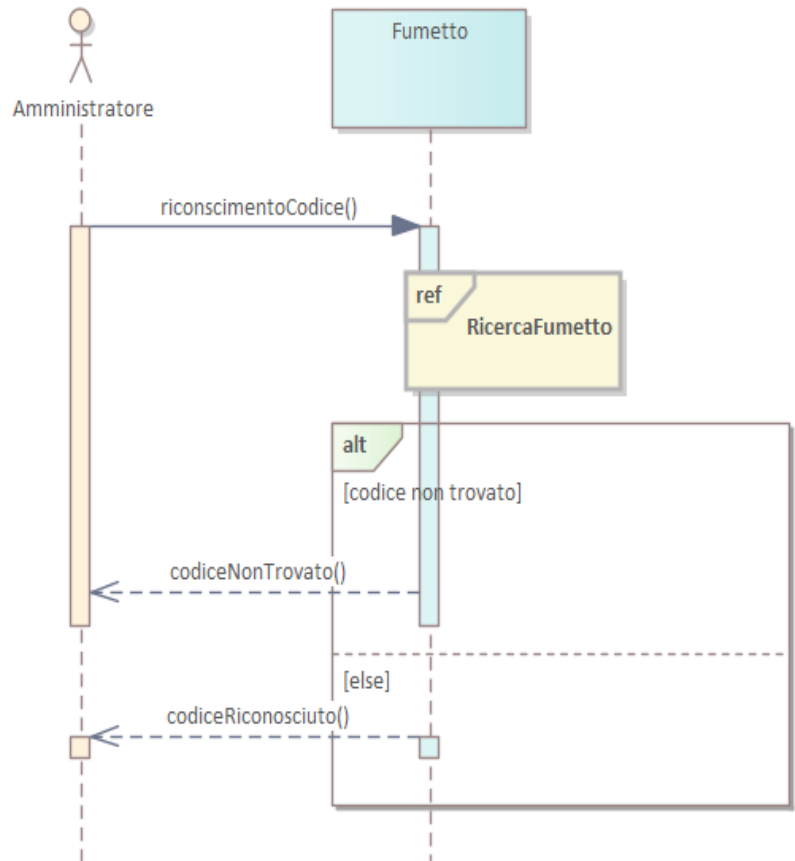 Fumetto
Amministratore
riconscimentoCodice()
ref
RicercaFumetto
alt
[codice non trovato]
codiceNonTrovato()
[else]
codiceRiconosciuto()